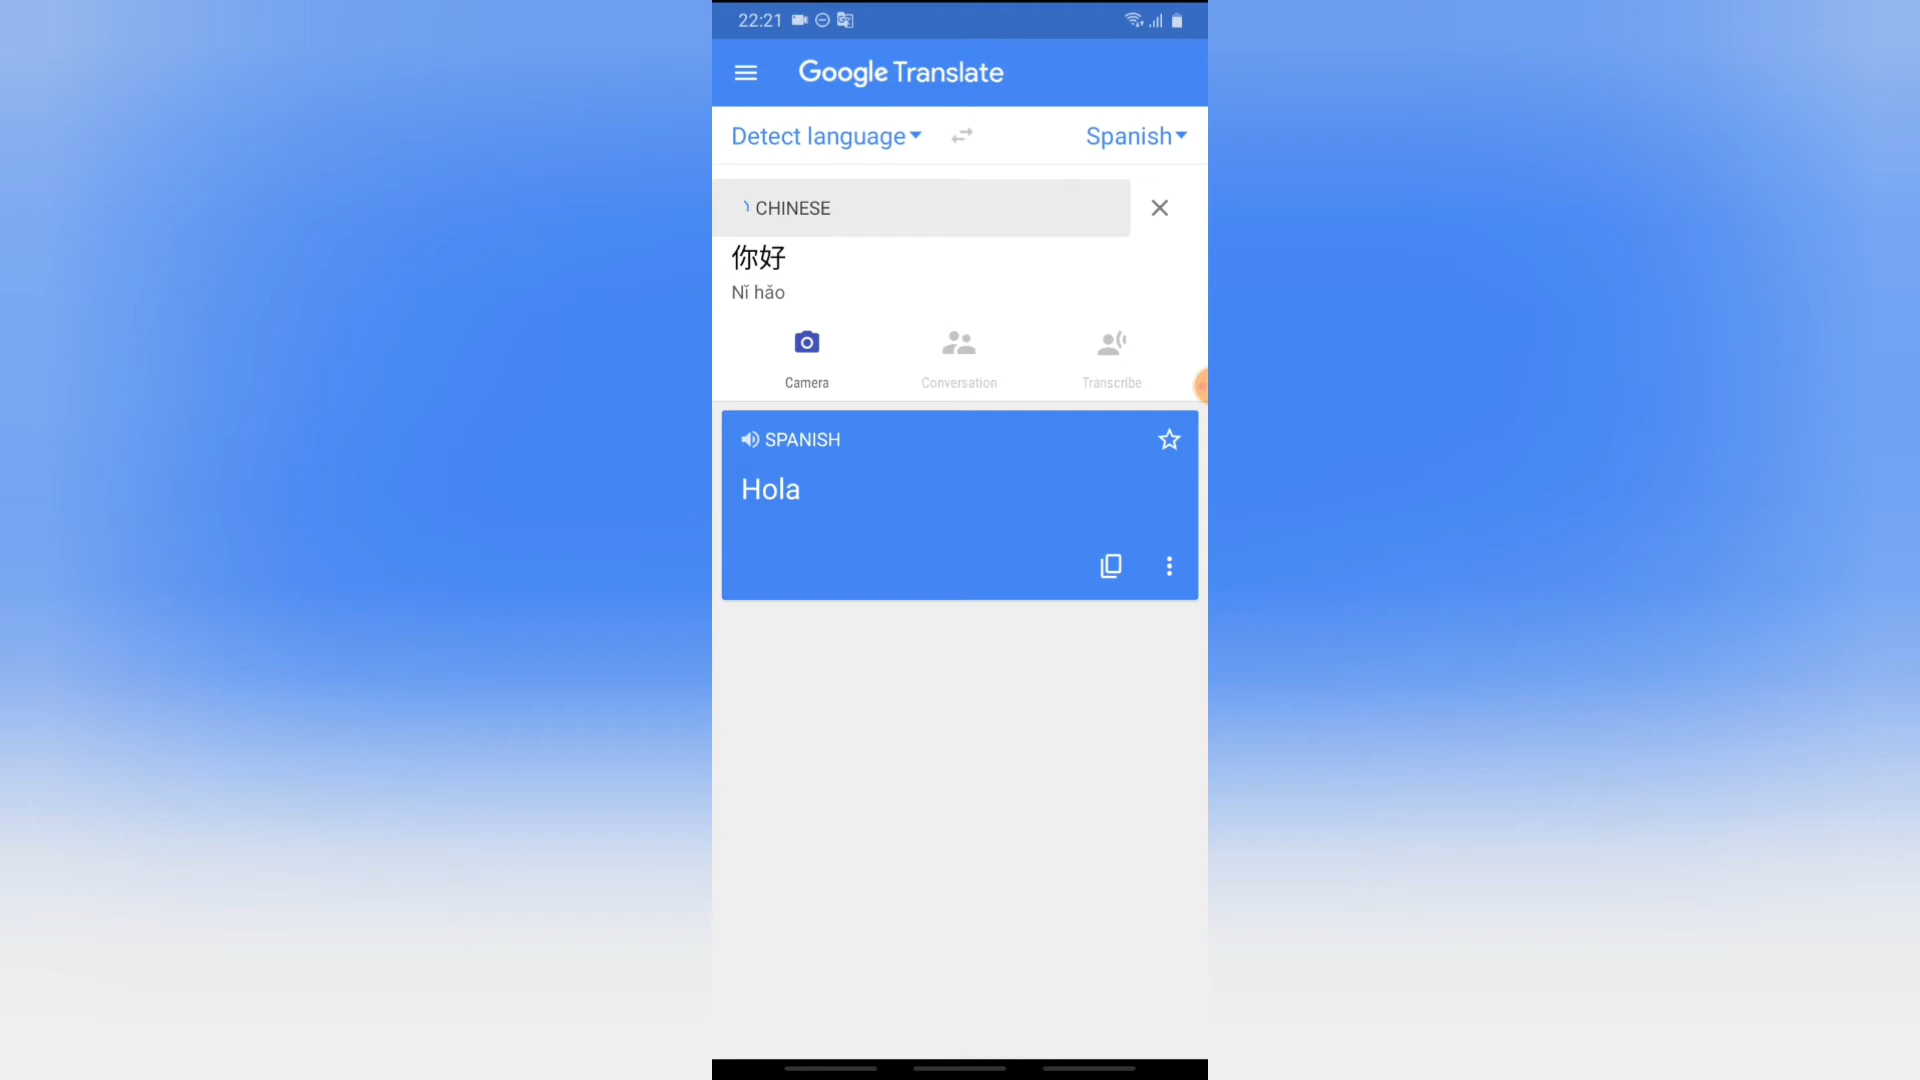 22:21
Google Translate
Detect language Spanish
CHINESE
你好
Nǐ hǎo
Camera Conversation Transcribe
SPANISH
Hola